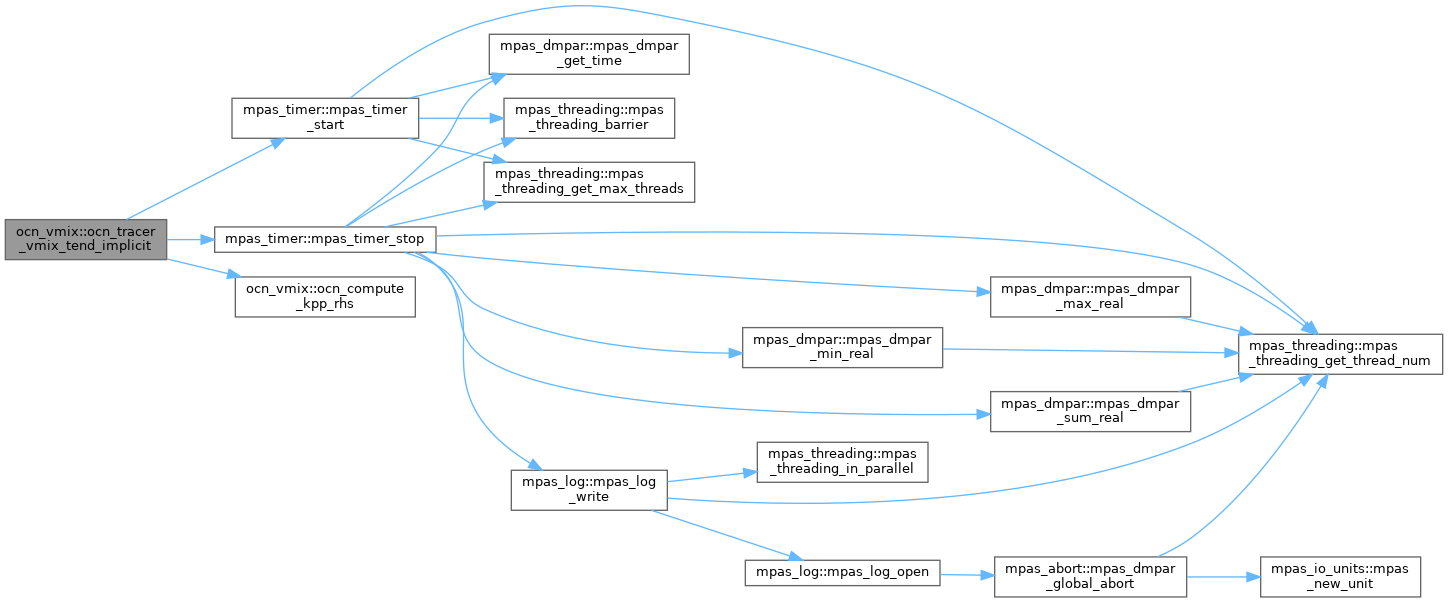 ocn_vmix::ocn_tracer
_vmix_tend_implicit
mpas_timer::mpas_timer
_start
mpas_dmpar::mpas_dmpar
_get_time
mpas_threading::mpas
_threading_barrier
mpas_threading::mpas
_threading_get_max_threads
mpas_timer::mpas_timer_stop
ocn_vmix::ocn_compute
_kpp_rhs
mpas_dmpar::mpas_dmpar
_max_real
mpas_dmpar::mpas_dmpar
_min_real
mpas_threading::mpas
_threading_get_thread_num
mpas_dmpar::mpas_dmpar
_sum_real
mpas_log::mpas_log
_write
mpas_threading::mpas
_threading_in_parallel
mpas_log::mpas_log_open
mpas_abort::mpas_dmpar
_global_abort
mpas_io_units::mpas
_new_unit